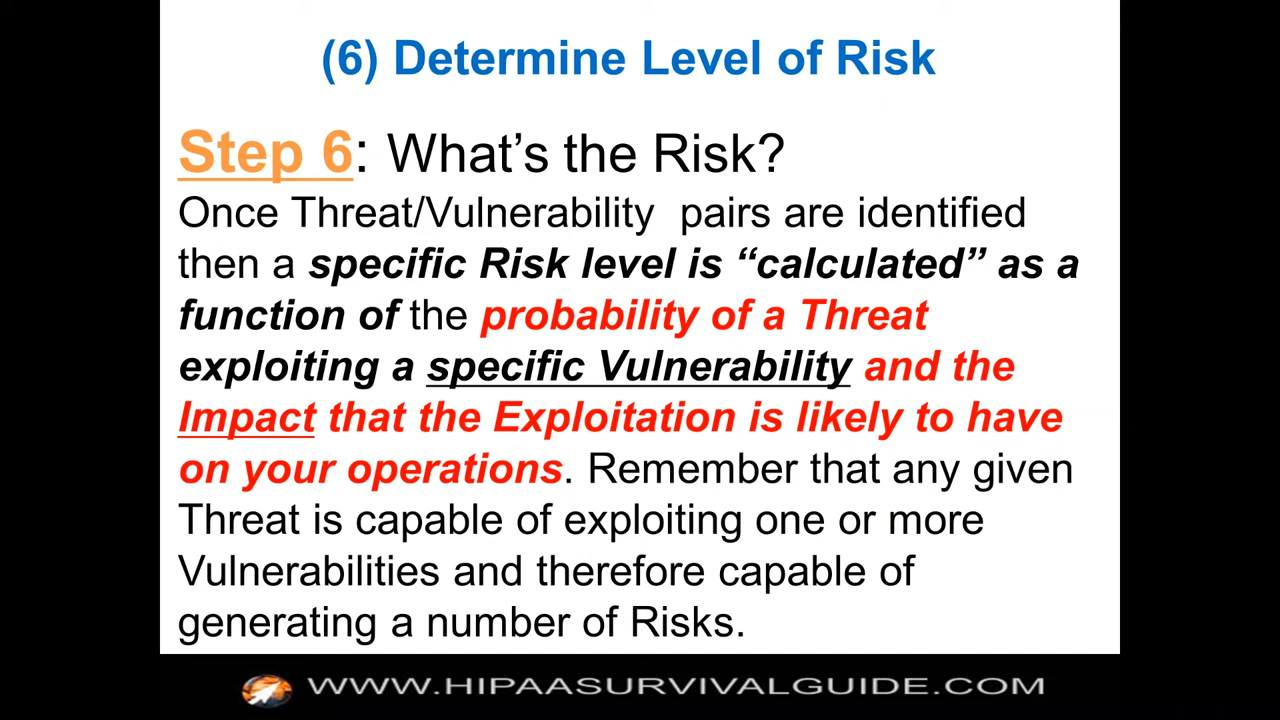 (6) Determine Level of Risk
Step 6: What’s the Risk?
Once Threat/Vulnerability  pairs are identified
then a specific Risk level is “calculated” as a
function of the probability of a Threat
exploiting a specific Vulnerability and the
Impact that the Exploitation is likely to have
on your operations. Remember that any given
Threat is capable of exploiting one or more
Vulnerabilities and therefore capable of
generating a number of Risks.
WWW.HIPAASURVIVALGUIDE.COM